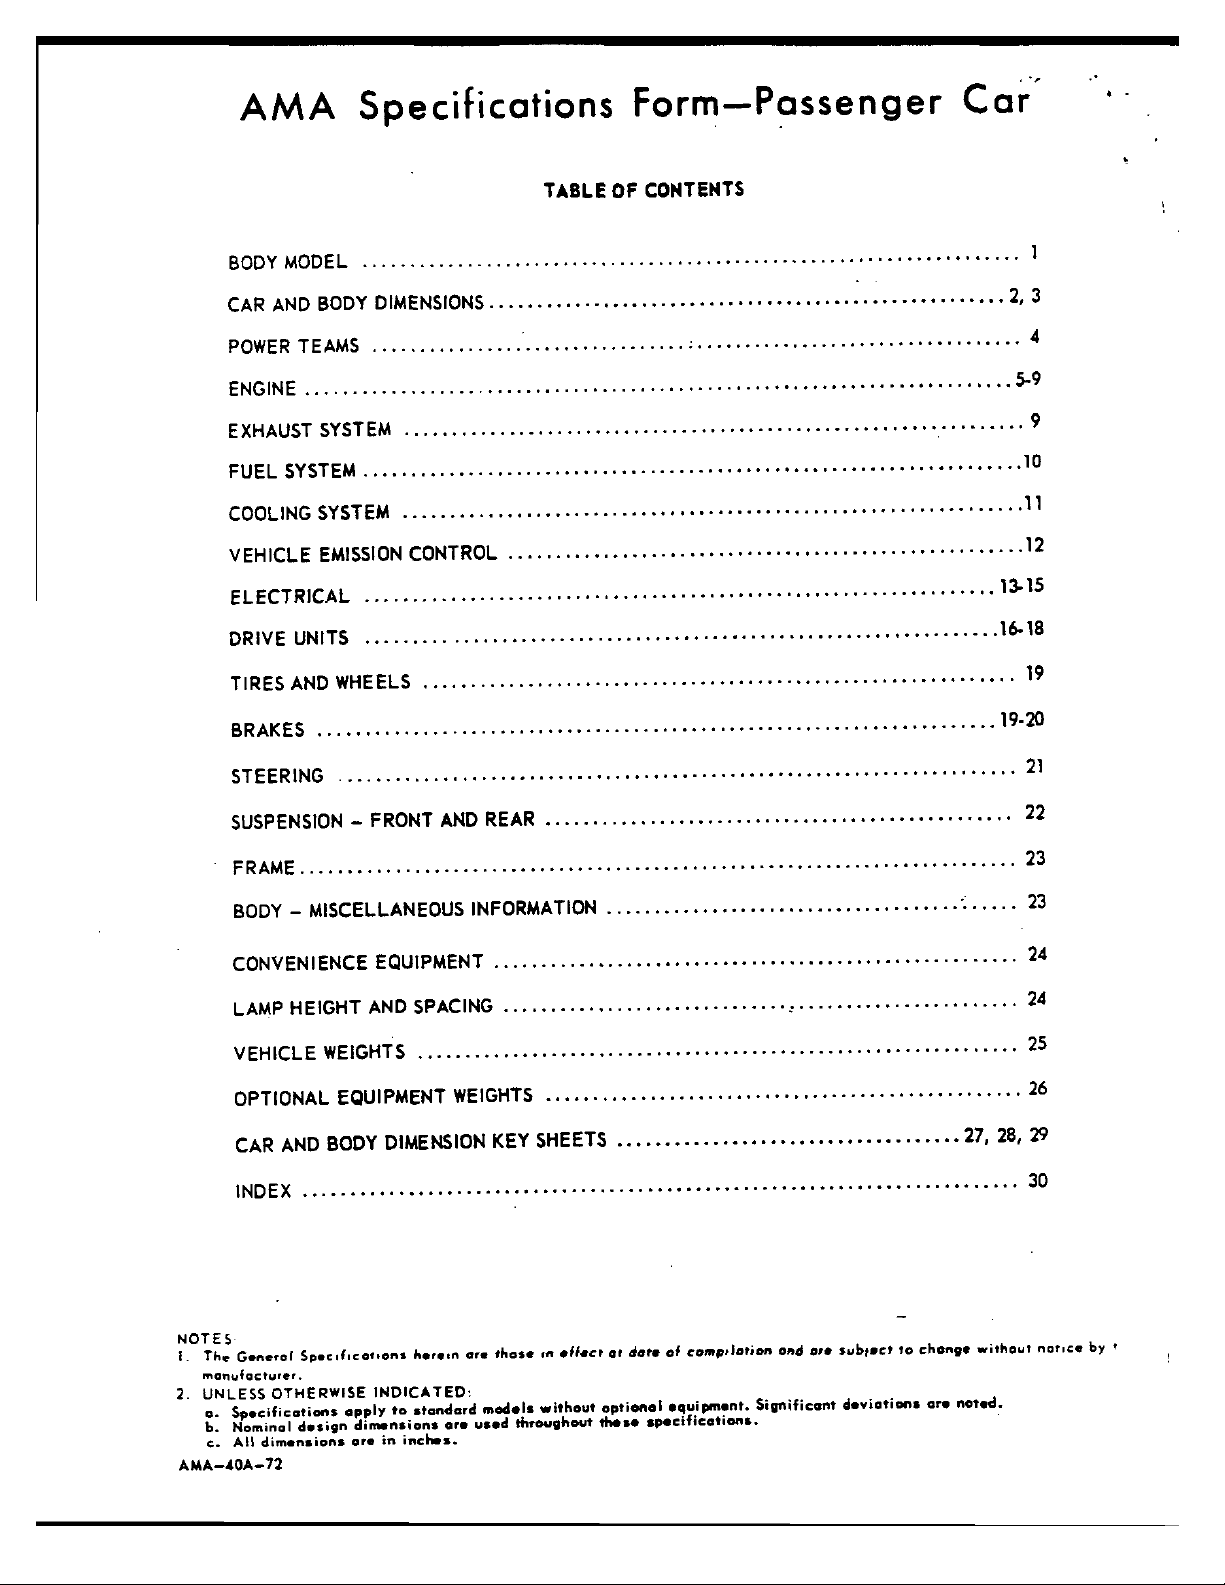 AMA Specifications Form—Passenger Car
TABLE OF CONTENTS
BODY MODEL ........ 1
CAR AND BODY DIMENSIONS ........ 2, 3
POWER TEAMS ........ 4
ENGINE ........ 5-9
EXHAUST SYSTEM ........ 9
FUEL SYSTEM ........ 10
COOLING SYSTEM ........ 11
VEHICLE EMISSION CONTROL ........ 12
ELECTRICAL ........ 13-15
DRIVE UNITS ........ 16-18
TIRES AND WHEELS ........ 19
BRAKES ........ 19-20
STEERING ........ 21
SUSPENSION – FRONT AND REAR ........ 22
FRAME ........ 23
BODY – MISCELLANEOUS INFORMATION ........ 23
CONVENIENCE EQUIPMENT ........ 24
LAMP HEIGHT AND SPACING ........ 24
VEHICLE WEIGHTS ........ 25
OPTIONAL EQUIPMENT WEIGHTS ........ 26
CAR AND BODY DIMENSION KEY SHEETS ........ 27, 28, 29
INDEX ........ 30
NOTES
1. The General Specifications herein are those in effect at date of compilation and are subject to change without notice by
manufacturer.
2. UNLESS OTHERWISE INDICATED:
a. Specifications apply to standard models without optional equipment. Significant deviations are noted.
b. Nominal design dimensions are used throughout these specifications.
c. All dimensions are in inches.
AMA–40A–72